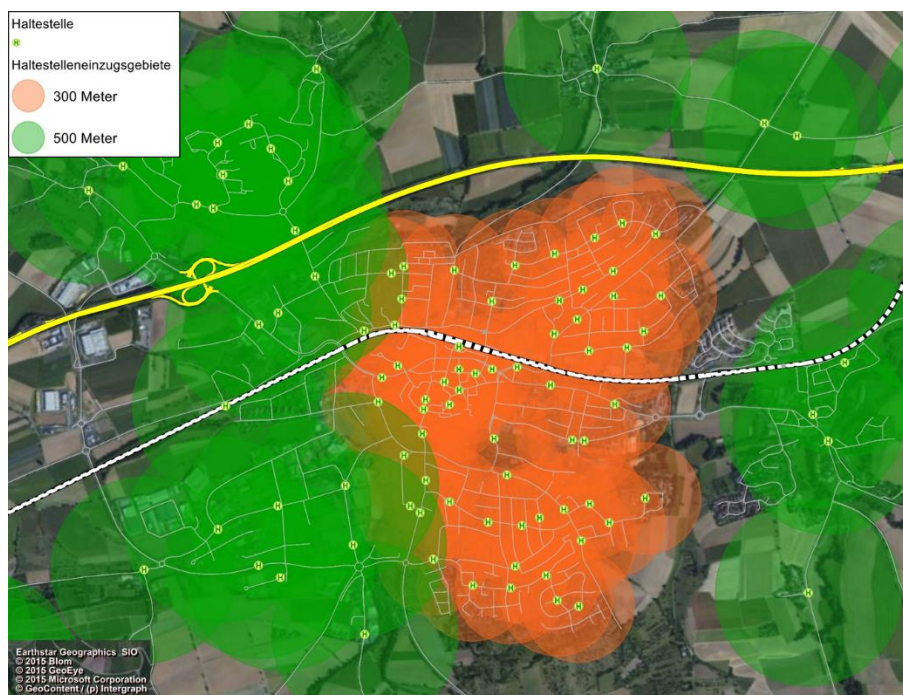 Haltestelle
H
Haltestelleneinzugsgebiete
300 Meter
500 Meter
Earthstar Geographics SIO
© 2015 Blom
© 2015 GeoEye
© 2015 Microsoft Corporation
© GeoContent / (p) Intergraph